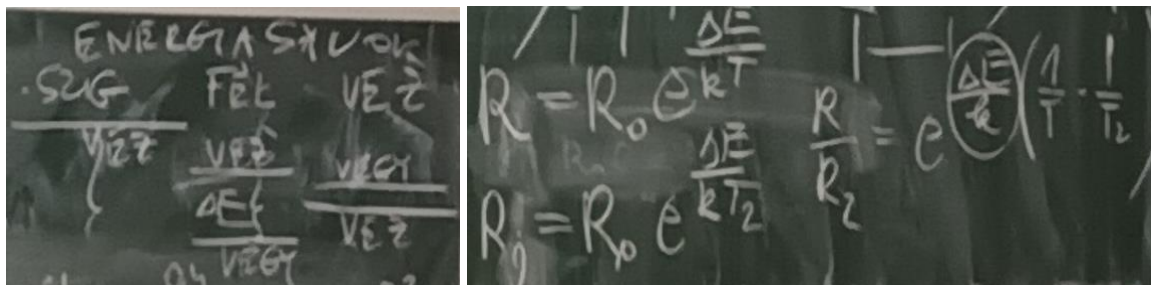 ENERGIASÁVOK
SZIG FÉL VEZ
VEZ VEZ VEGY
ΔE VEZ
VEGY
R = R₀ e^{ΔE/kT}
R/R₂ = e^{ΔE/k (1/T - 1/T₂
R_j = R₀ e^{ΔE/kT₂}